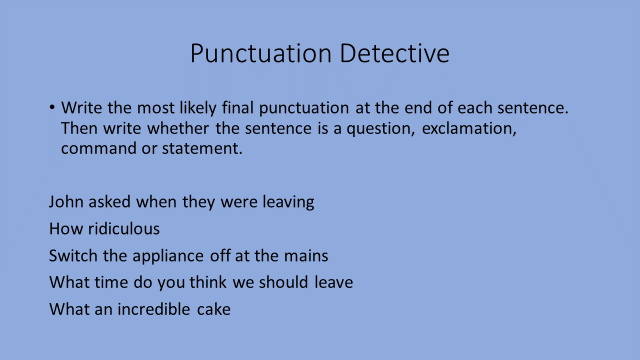 Punctuation Detective
• Write the most likely final punctuation at the end of each sentence.
Then write whether the sentence is a question, exclamation,
command or statement.
John asked when they were leaving
How ridiculous
Switch the appliance off at the mains
What time do you think we should leave
What an incredible cake